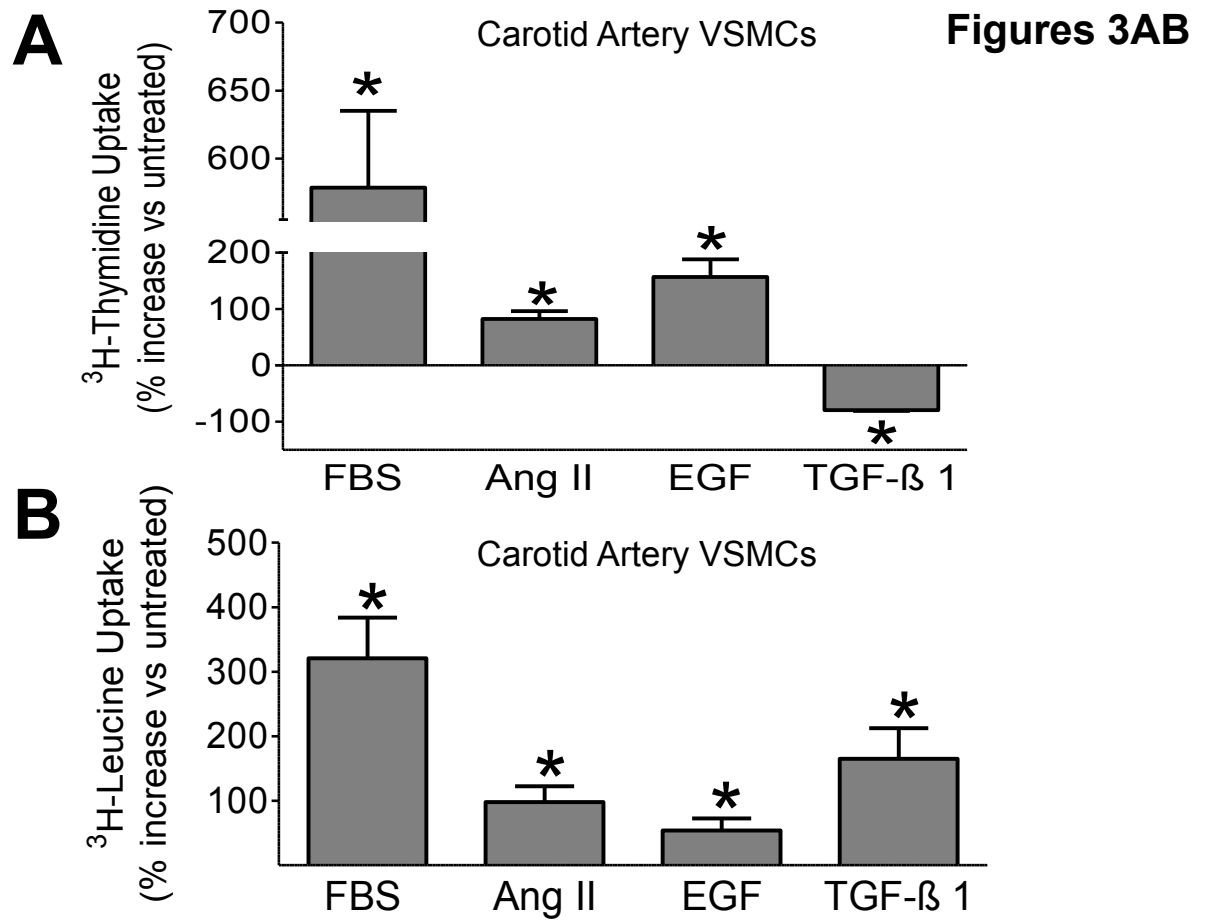 A
Carotid Artery VSMCs
Figures 3AB
³H-Thymidine Uptake
(% increase vs untreated)
700
650
600
200
100
0
-100
*
*
*
*
FBS
Ang II
EGF
TGF-ß 1
B
Carotid Artery VSMCs
³H-Leucine Uptake
(% increase vs untreated)
500
400
300
200
100
*
*
*
*
FBS
Ang II
EGF
TGF-ß 1